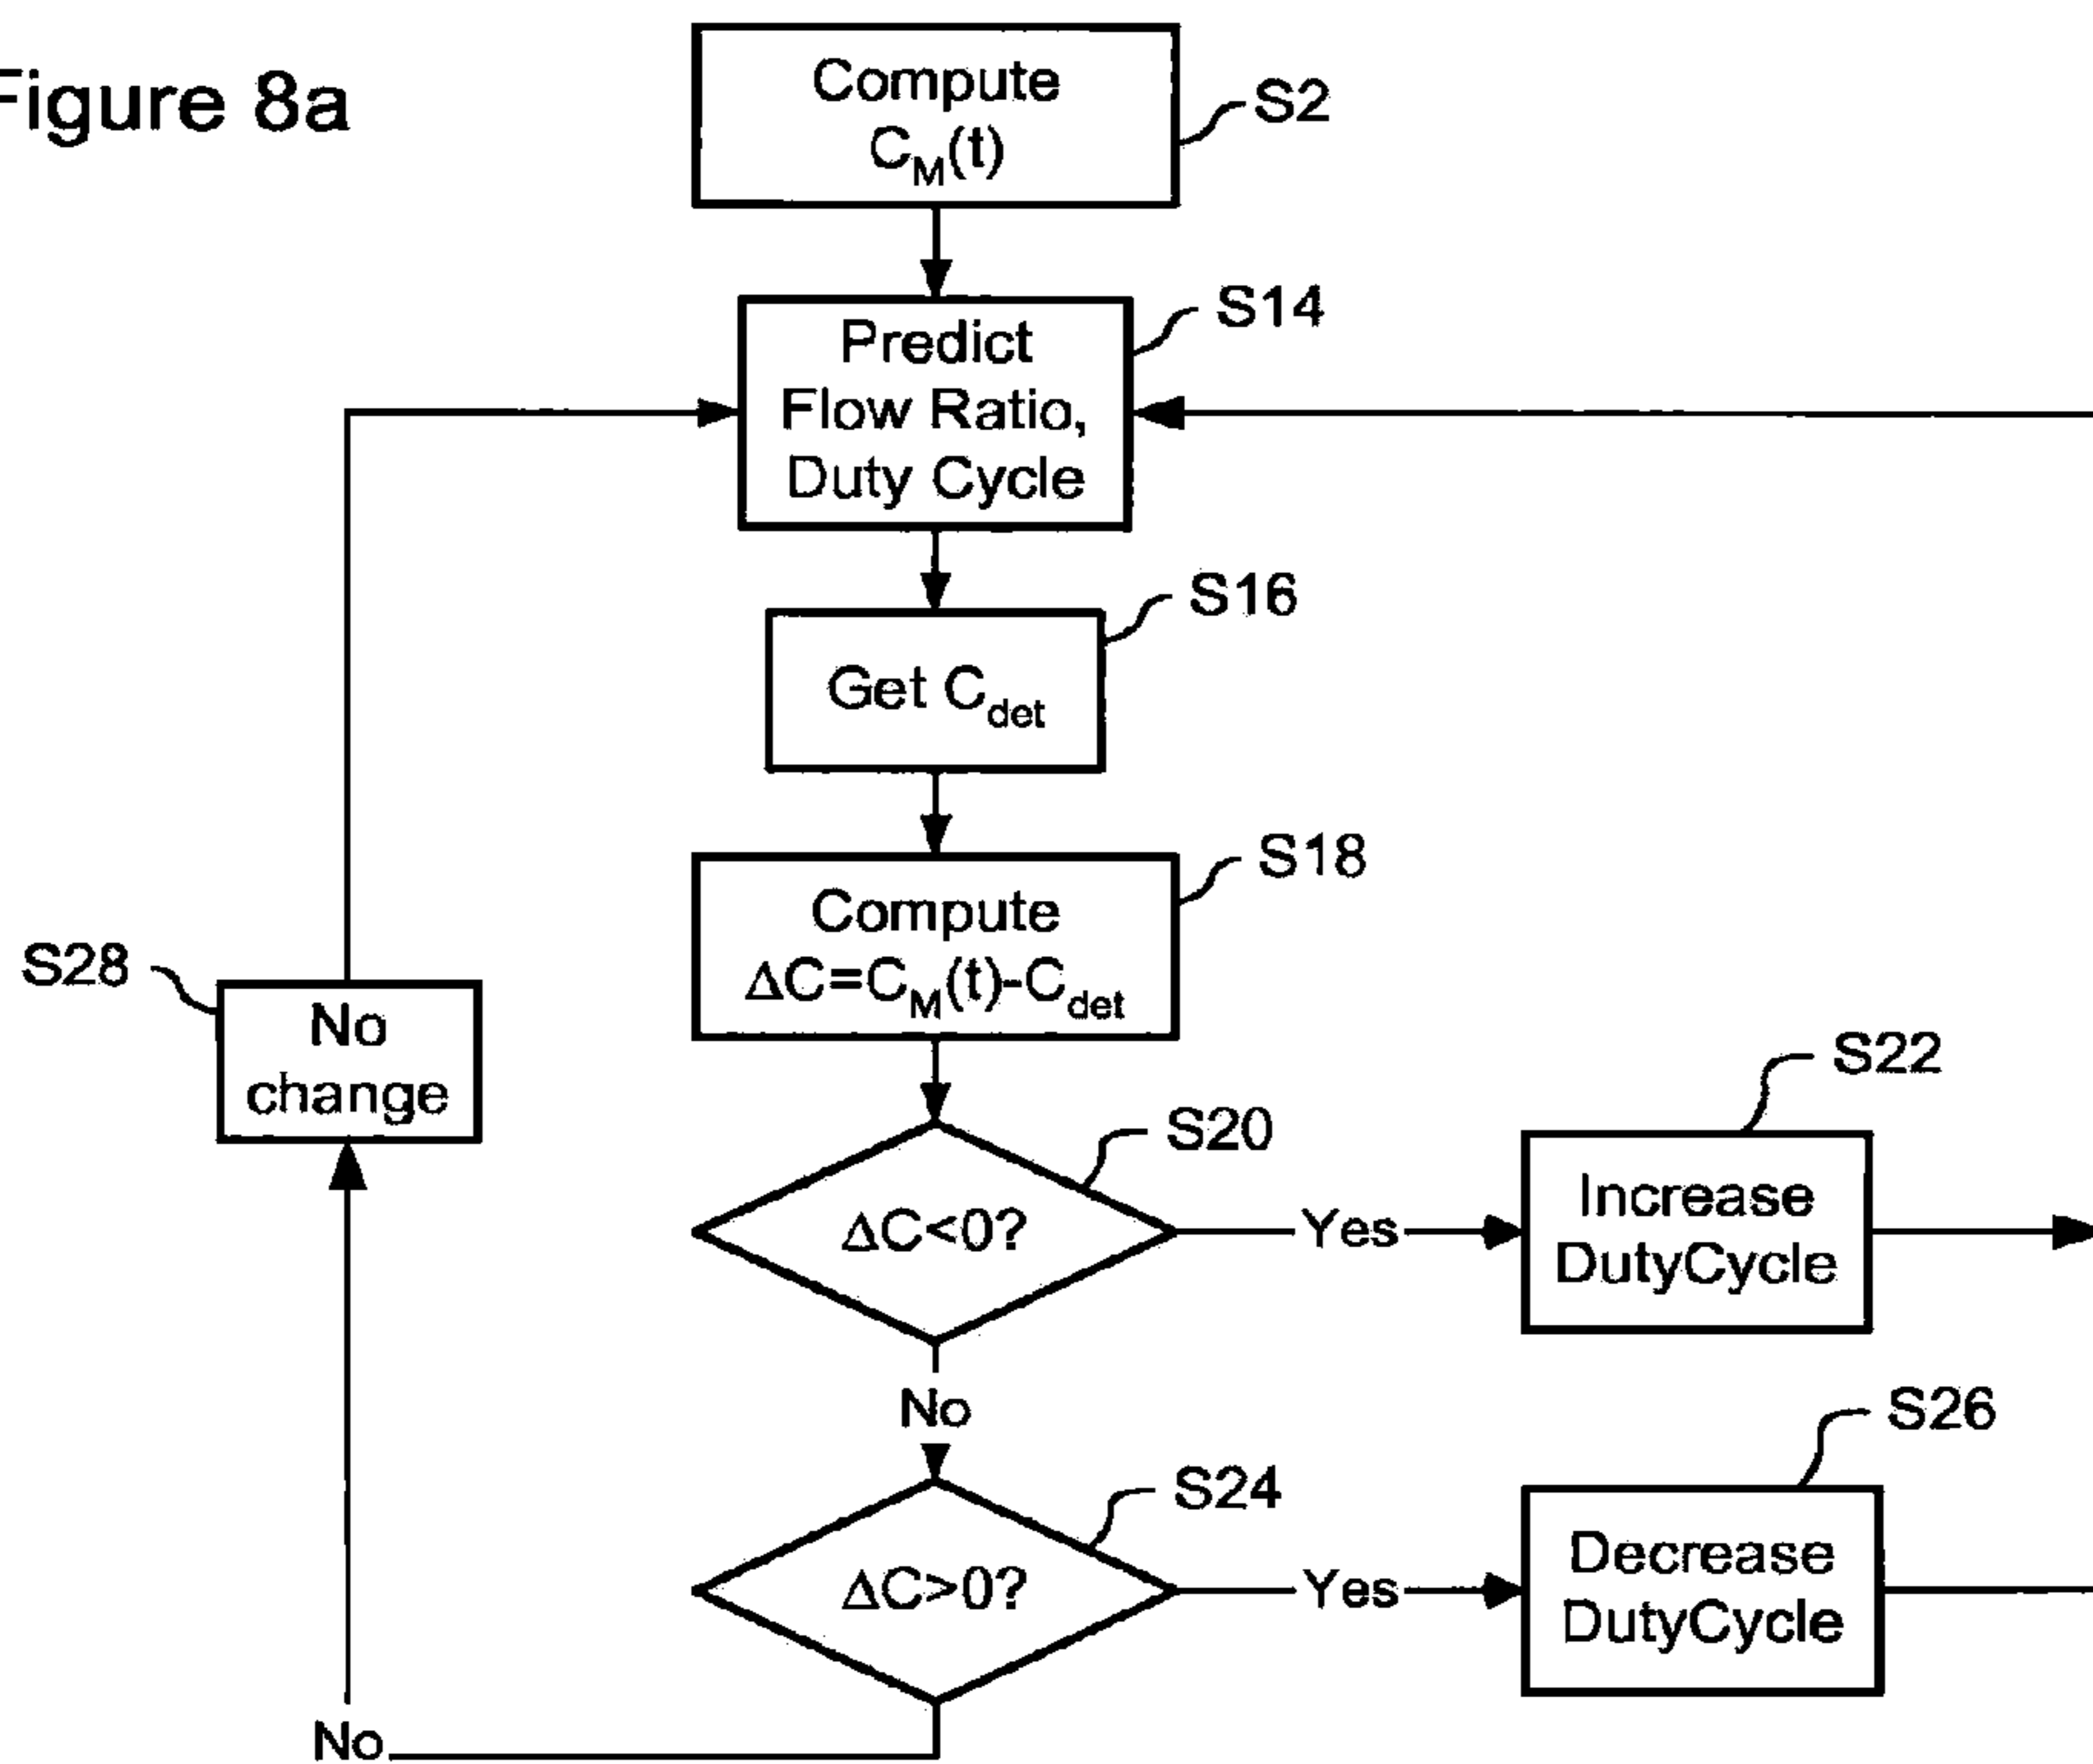 Figure 8a
Compute
C_M(t)
S2
Predict
Flow Ratio,
Duty Cycle
S14
Get C_det
S16
Compute
ΔC=C_M(t)-C_det
S18
S28
No
change
ΔC<0?
S20
Yes
Increase
DutyCycle
S22
No
ΔC>0?
S24
Yes
Decrease
DutyCycle
S26
No